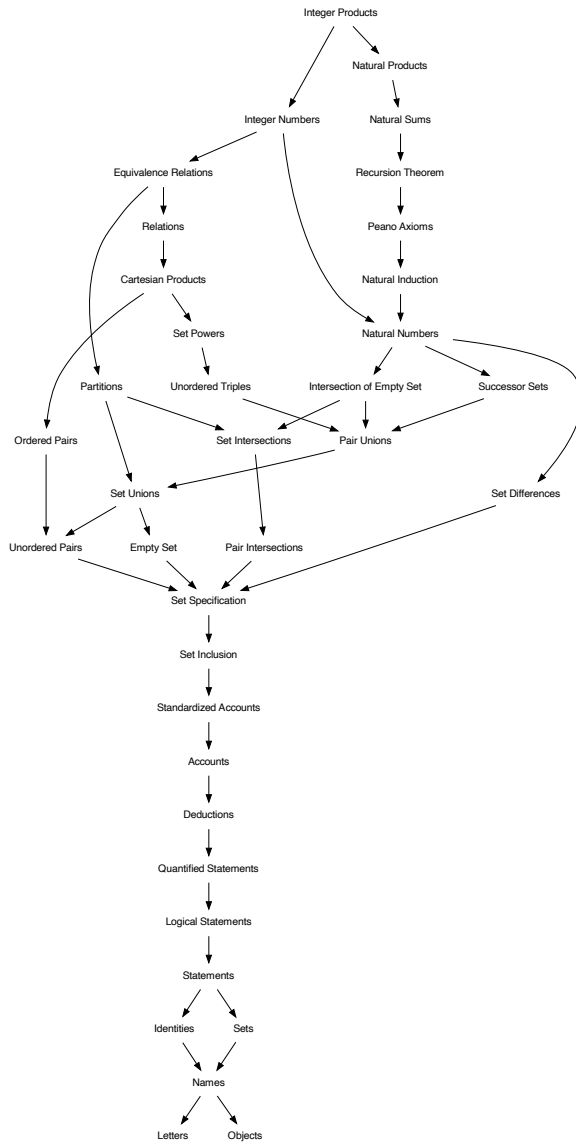 Integer Products
Natural Products
Integer Numbers
Natural Sums
Equivalence Relations
Recursion Theorem
Relations
Peano Axioms
Cartesian Products
Natural Induction
Set Powers
Natural Numbers
Partitions
Unordered Triples
Intersection of Empty Set
Successor Sets
Ordered Pairs
Set Intersections
Pair Unions
Set Unions
Set Differences
Unordered Pairs
Empty Set
Pair Intersections
Set Specification
Set Inclusion
Standardized Accounts
Accounts
Deductions
Quantified Statements
Logical Statements
Statements
Identities
Sets
Names
Letters
Objects